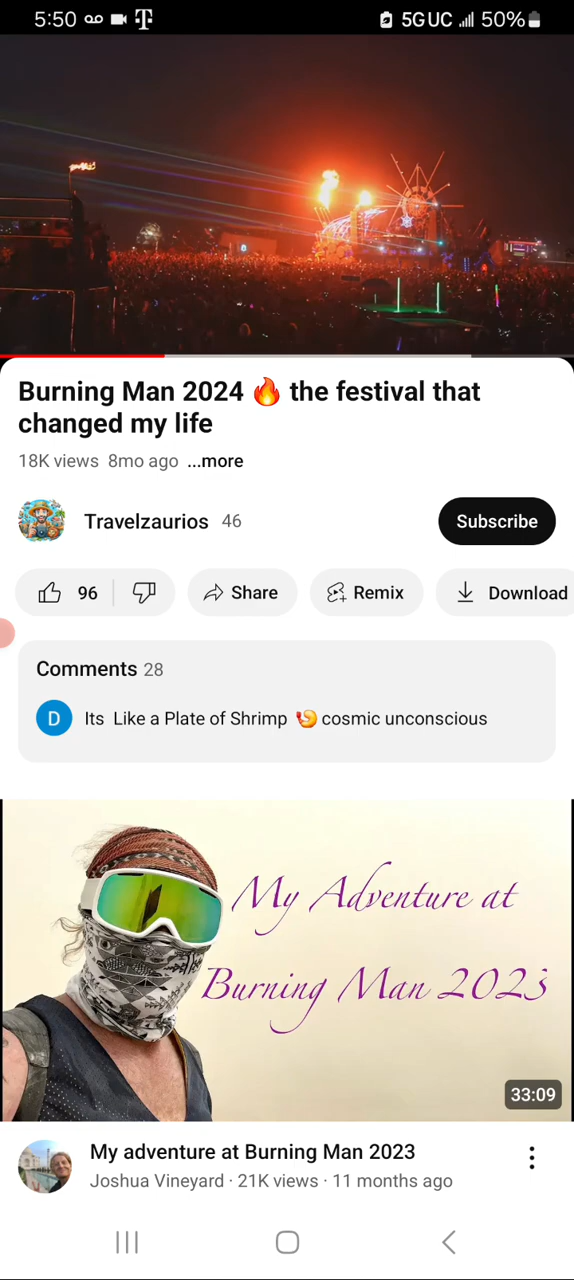 5:50 5G UC 50%
Burning Man 2024 🔥 the festival that
changed my life
18K views 8mo ago ...more
Travelzaurios 46
Subscribe
96 Share Remix Download
Comments 28
D Its Like a Plate of Shrimp 🍤 cosmic unconscious
My Adventure at
Burning Man 2023
33:09
My adventure at Burning Man 2023
Joshua Vineyard · 21K views · 11 months ago